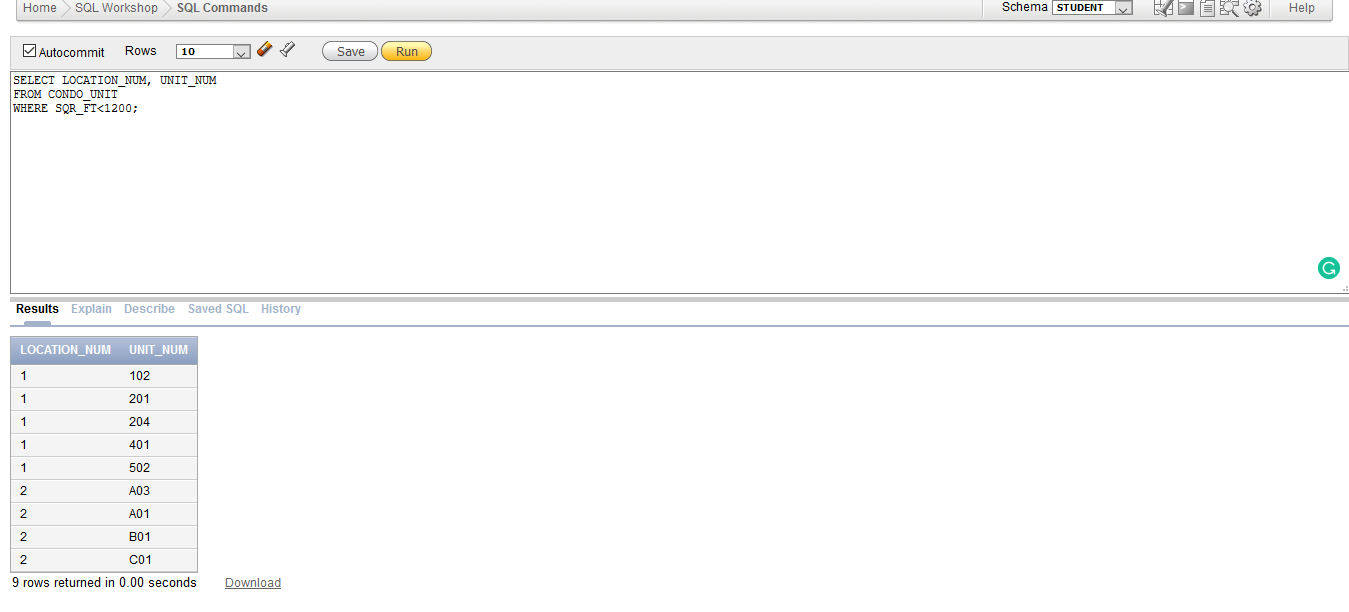 Home SQL Workshop SQL Commands Schema STUDENT Help
Autocommit Rows 10 Save Run
SELECT LOCATION_NUM, UNIT_NUM
FROM CONDO_UNIT
WHERE SQR_FT<1200;
Results Explain Describe Saved SQL History
LOCATION_NUM UNIT_NUM
1 102
1 201
1 204
1 401
1 502
2 A03
2 A01
2 B01
2 C01
9 rows returned in 0.00 seconds Download